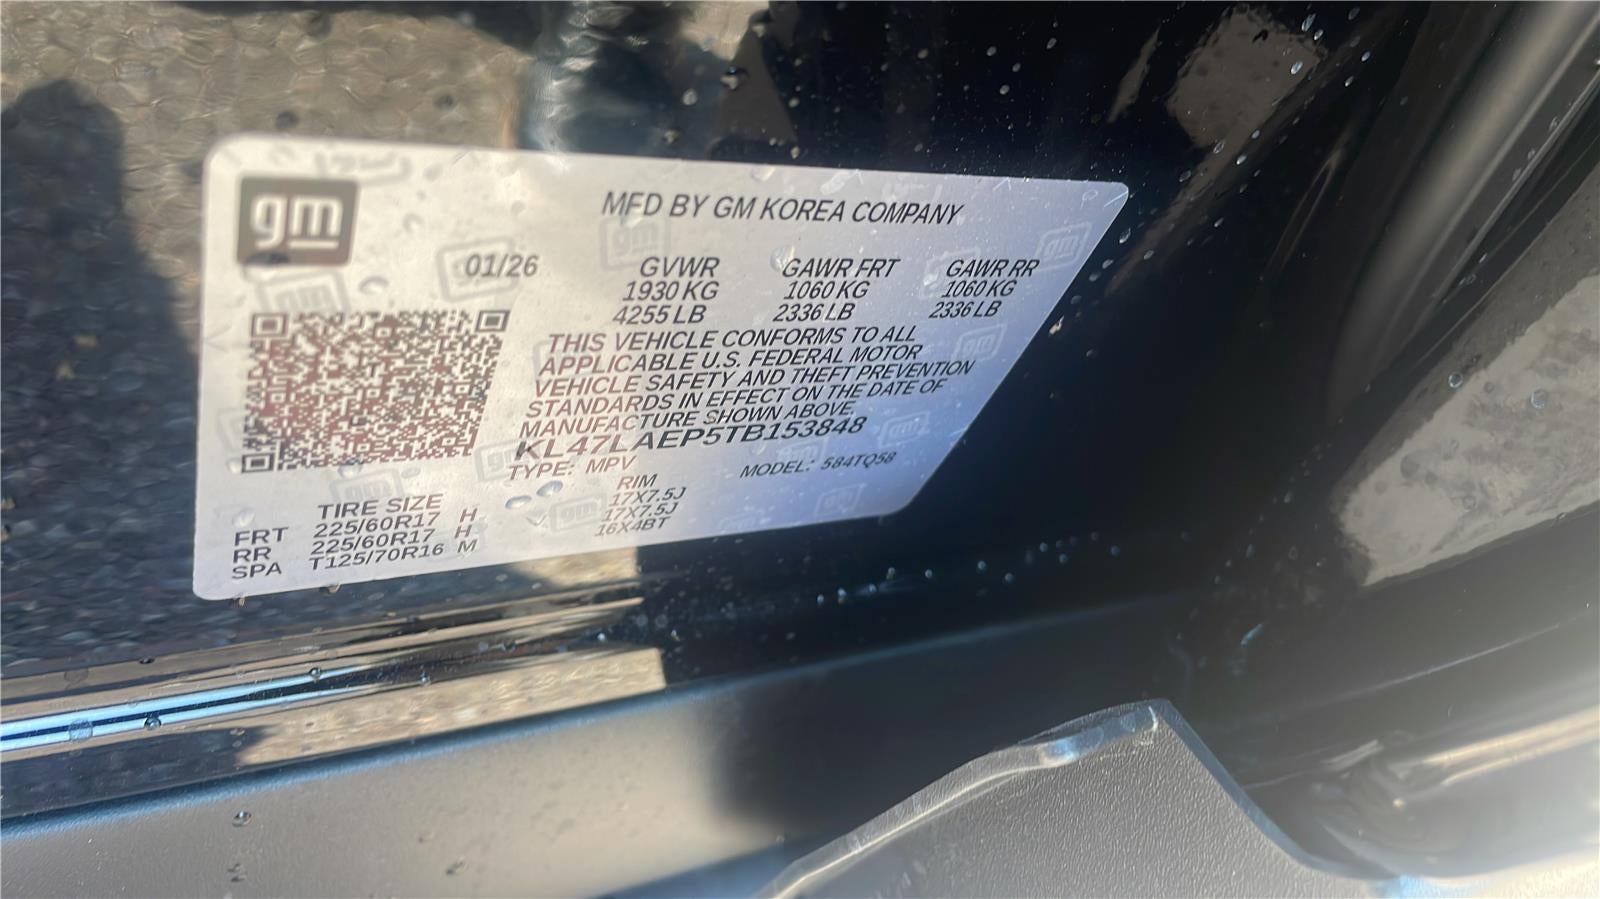 gm
MFD BY GM KOREA COMPANY
01/26 GVWR GAWR FRT GAWR RR
1930 KG 1060 KG 1060 KG
4255 LB 2336 LB 2336 LB
THIS VEHICLE CONFORMS TO ALL
APPLICABLE U.S. FEDERAL MOTOR
VEHICLE SAFETY AND THEFT PREVENTION
STANDARDS IN EFFECT ON THE DATE OF
MANUFACTURE SHOWN ABOVE.
KL47LAEP5TB153848
TYPE: MPV MODEL: 584TQ58
TIRE SIZE RIM
FRT 225/60R17 H 17X7.5J
RR 225/60R17 H 17X7.5J
SPA T125/70R16 M 16X4BT